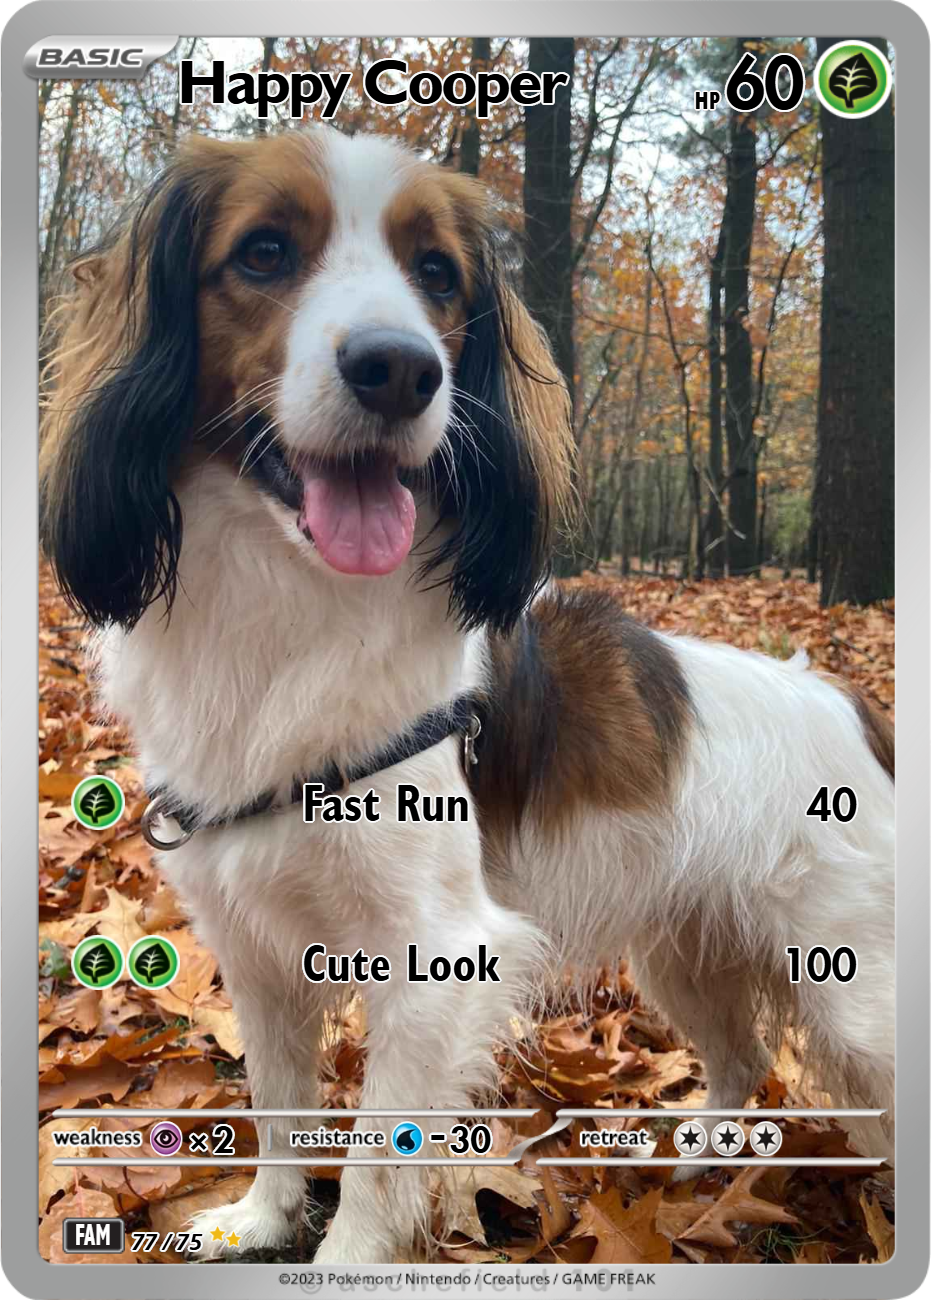 BASIC
Happy Cooper HP 60
Fast Run 40
Cute Look 100
weakness ×2 resistance -30 retreat
FAM 77/75
©2023 Pokémon / Nintendo / Creatures / GAME FREAK